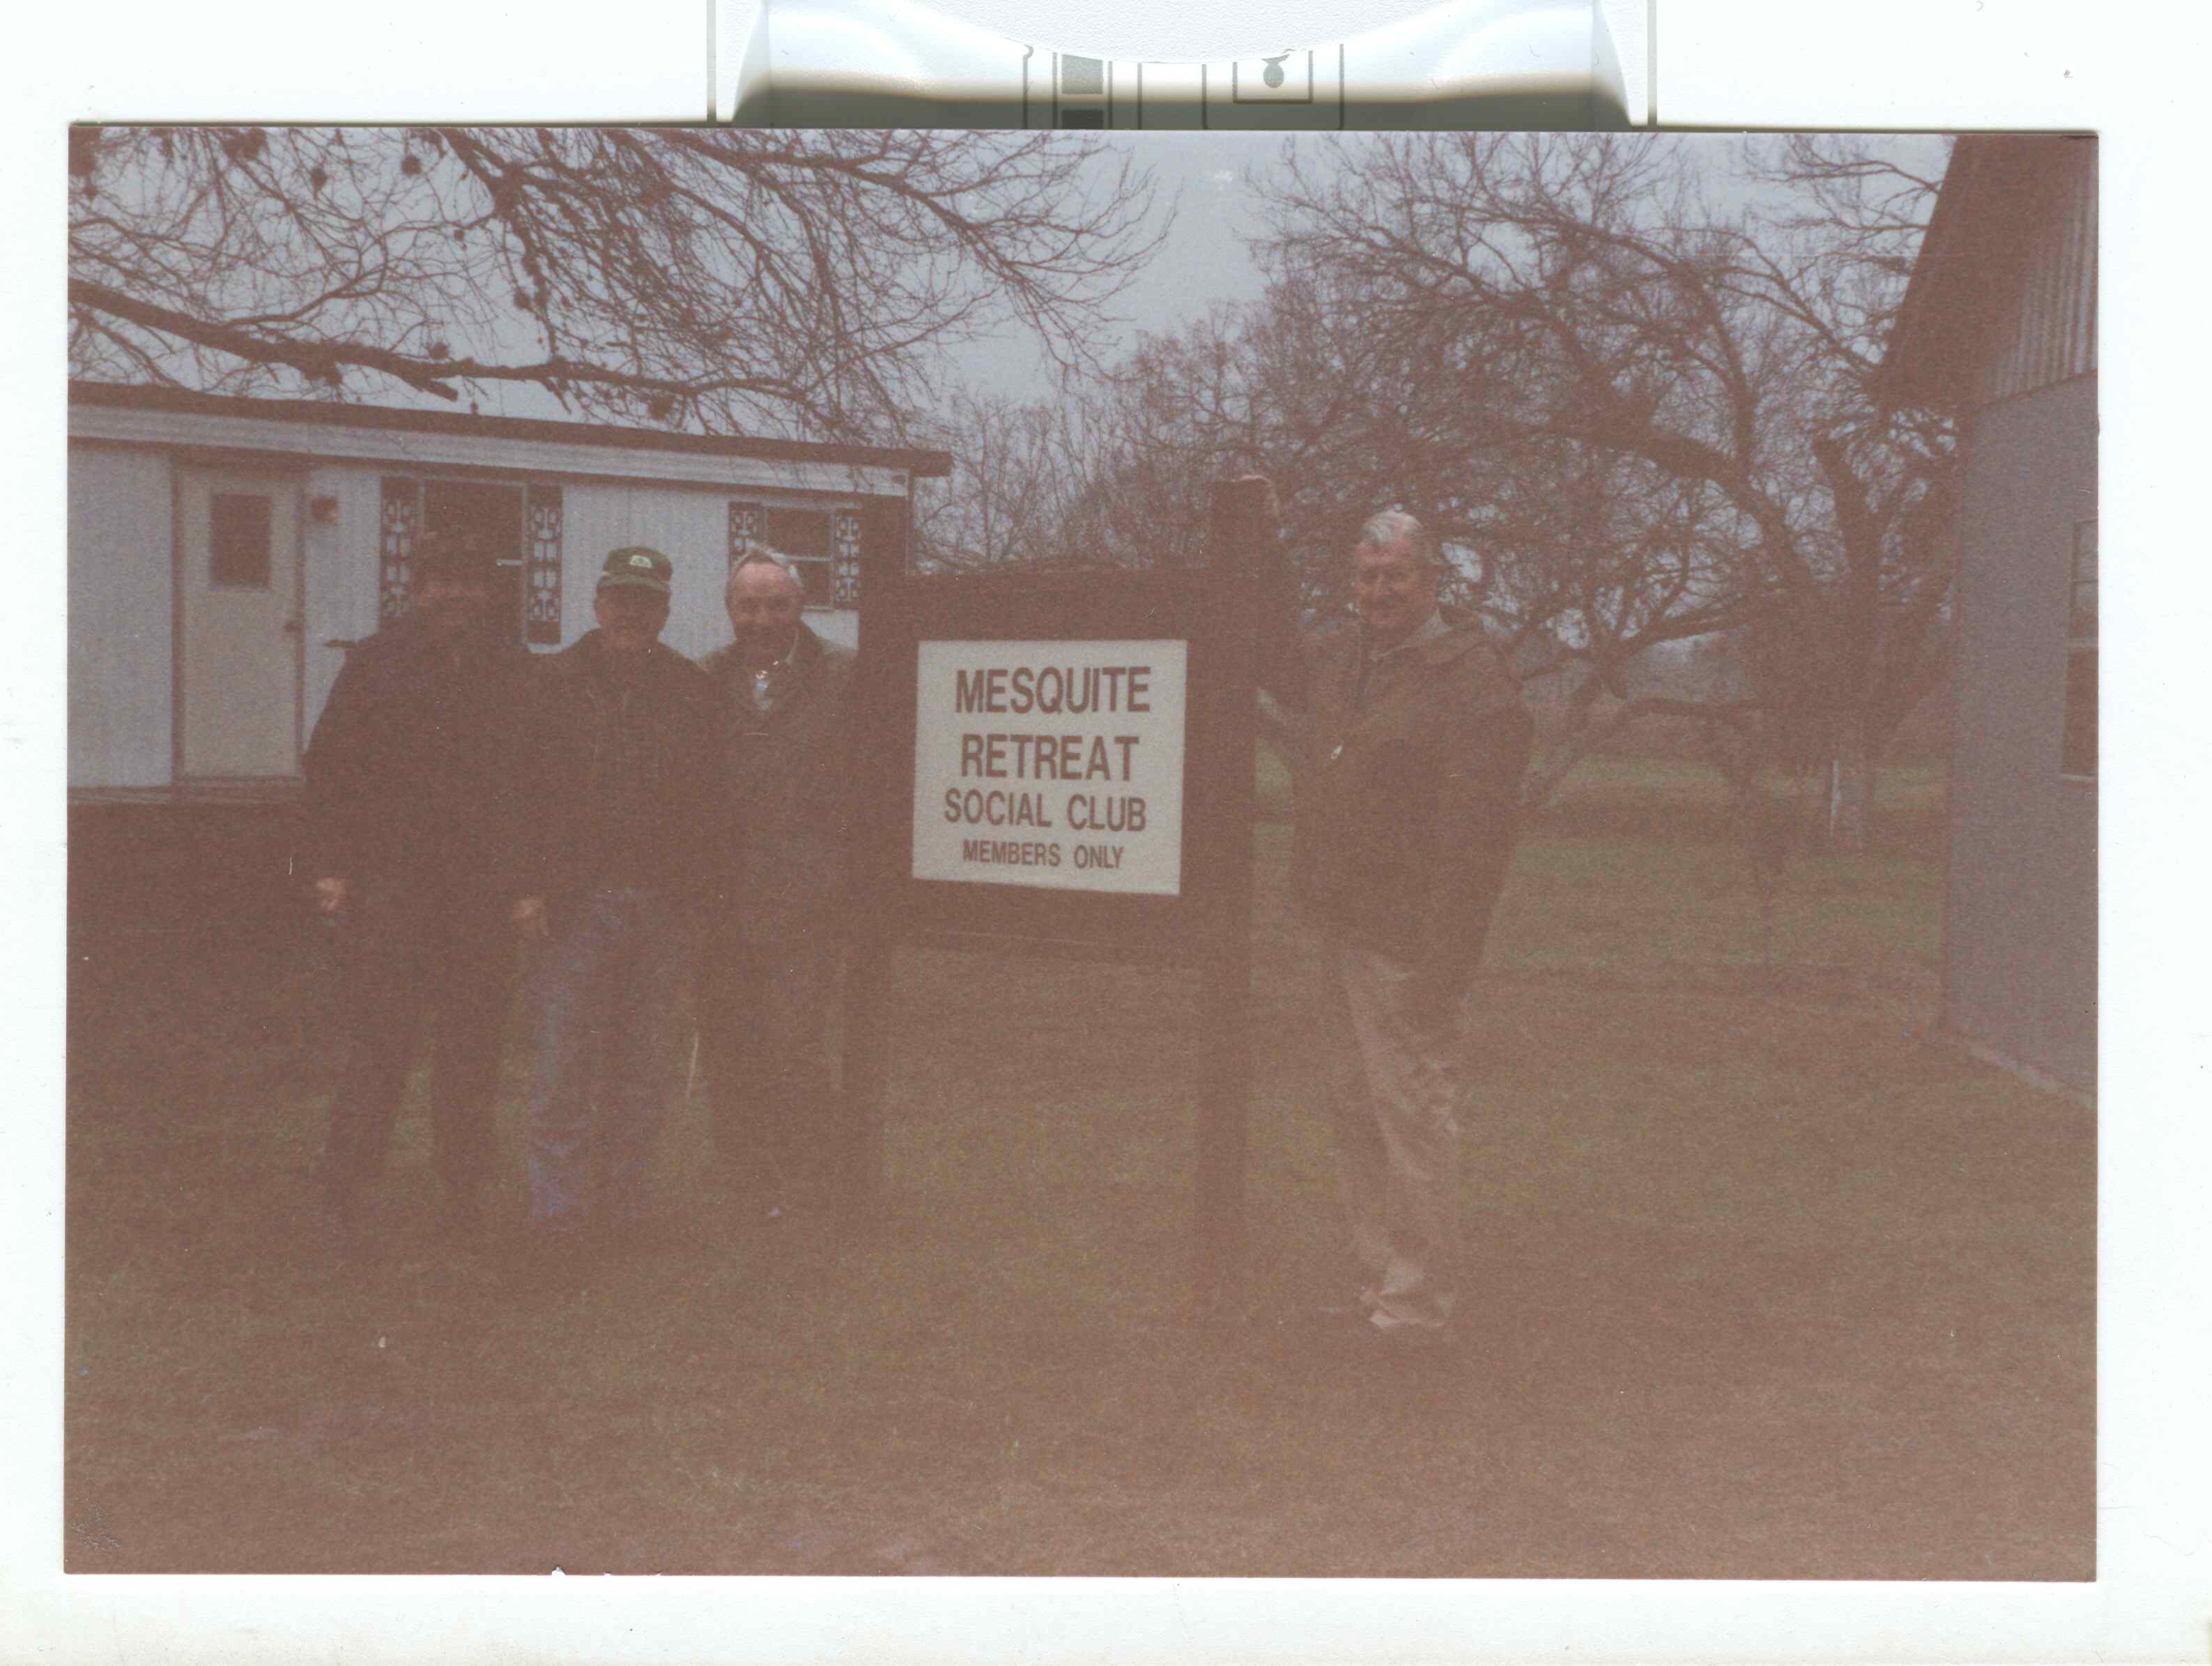 MESQUITE
RETREAT
SOCIAL CLUB
MEMBERS ONLY